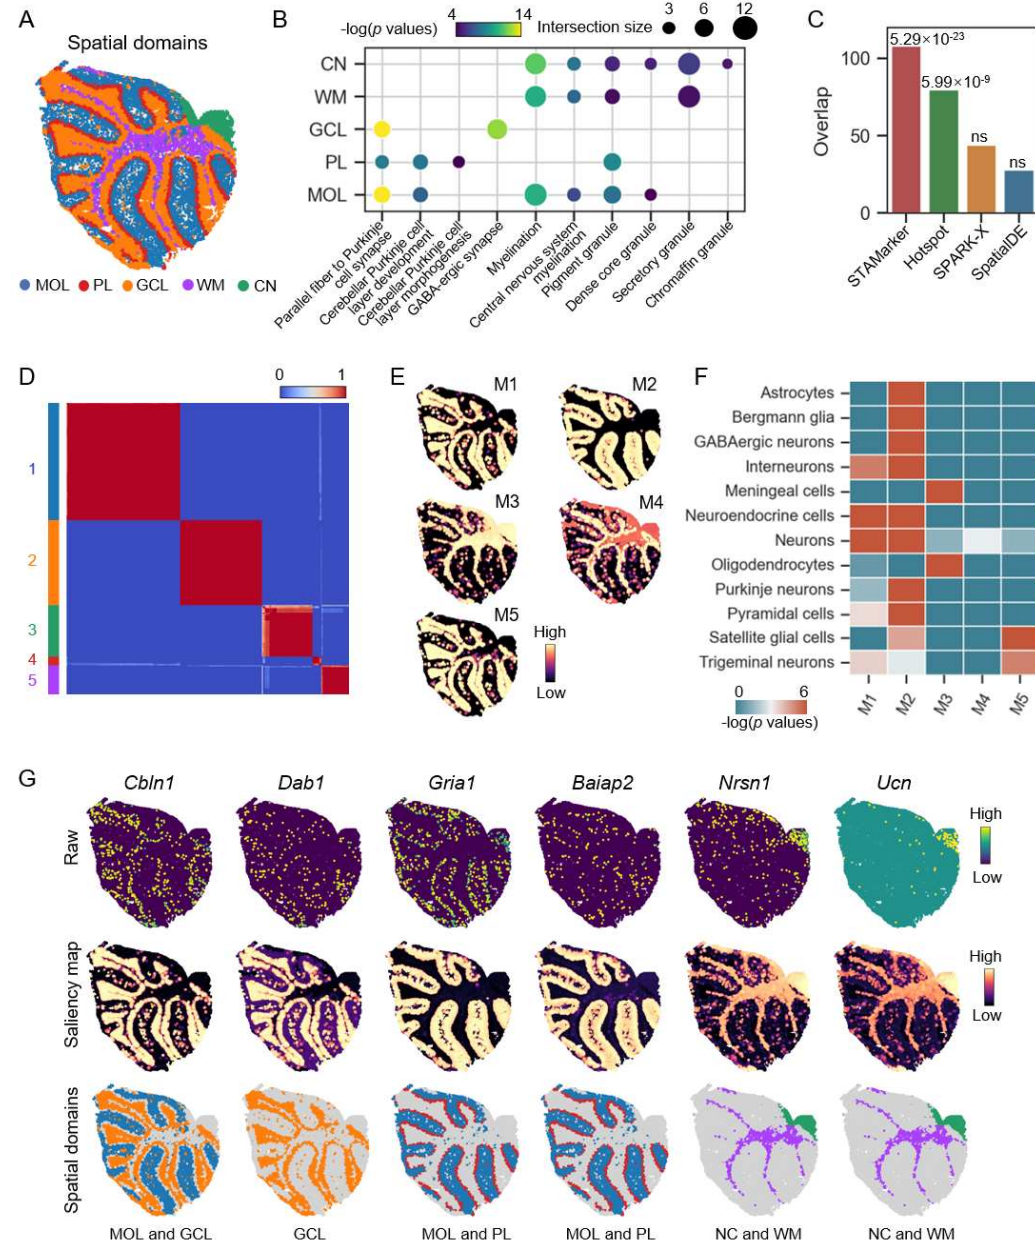 A
Spatial domains
MOL PL GCL WM CN
B
-log(p values)
4 14
Intersection size
3 6 12
CN
WM
GCL
PL
MOL
Parallel fiber to Purkinje
cell synapse
Cerebellar Purkinje cell
layer development
Cerebellar Purkinje cell
layer morphogenesis
GABA-ergic synapse
Myelination
Central nervous system
myelination
Pigment granule
Dense core granule
Secretory granule
Chromaffin granule
C
Overlap
100
50
0
5.29×10⁻²³
5.99×10⁻⁹
ns
ns
STAMarker
Hotspot
SPARK-X
SpatialDE
D
0 1
1
2
3
4
5
E
M1
M2
M3
M4
M5
High
Low
F
Astrocytes
Bergmann glia
GABAergic neurons
Interneurons
Meningeal cells
Neuroendocrine cells
Neurons
Oligodendrocytes
Purkinje neurons
Pyramidal cells
Satellite glial cells
Trigeminal neurons
0 6
-log(p values)
M1 M2 M3 M4 M5
G
Cbln1 Dab1 Gria1 Baiap2 Nrsn1 Ucn
Raw
High
Low
Saliency map
High
Low
Spatial domains
MOL and GCL GCL MOL and PL MOL and PL NC and WM NC and WM